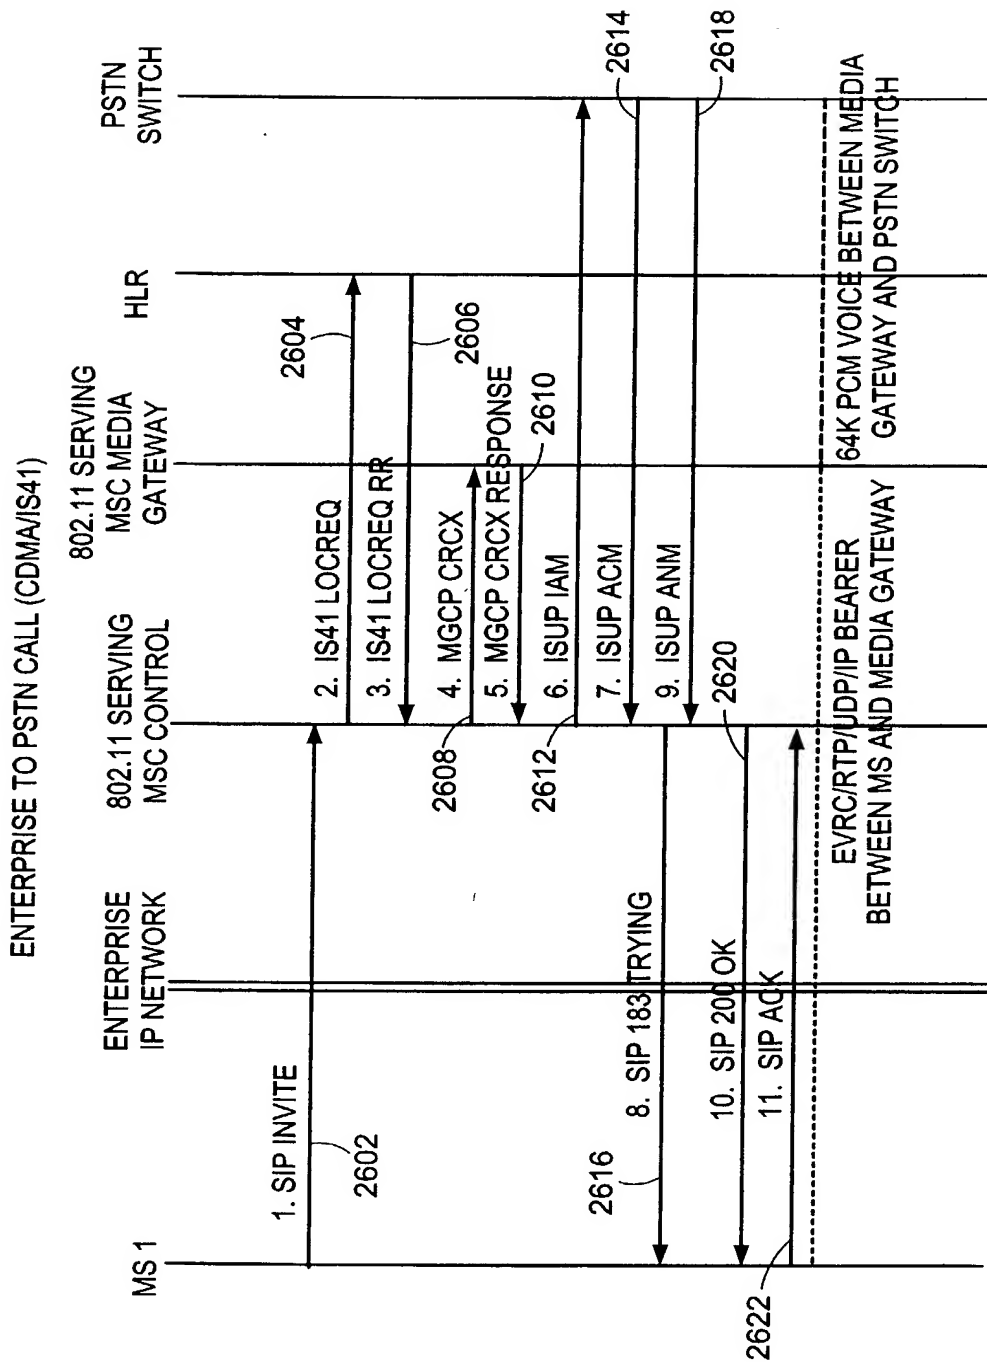 ENTERPRISE TO PSTN CALL (CDMA/IS41)
MS 1
ENTERPRISE
IP NETWORK
802.11 SERVING
MSC CONTROL
802.11 SERVING
MSC MEDIA
GATEWAY
HLR
PSTN
SWITCH
1. SIP INVITE
2602
2. IS41 LOCREQ
2604
3. IS41 LOCREQ RR
2606
4. MGCP CRCX
2608
5. MGCP CRCX RESPONSE
2610
6. ISUP IAM
2612
7. ISUP ACM
2614
8. SIP 183 TRYING
2616
9. ISUP ANM
2618
10. SIP 200 OK
2620
11. SIP ACK
2622
EVRC/RTP/UDP/IP BEARER
BETWEEN MS AND MEDIA GATEWAY
64K PCM VOICE BETWEEN MEDIA
GATEWAY AND PSTN SWITCH